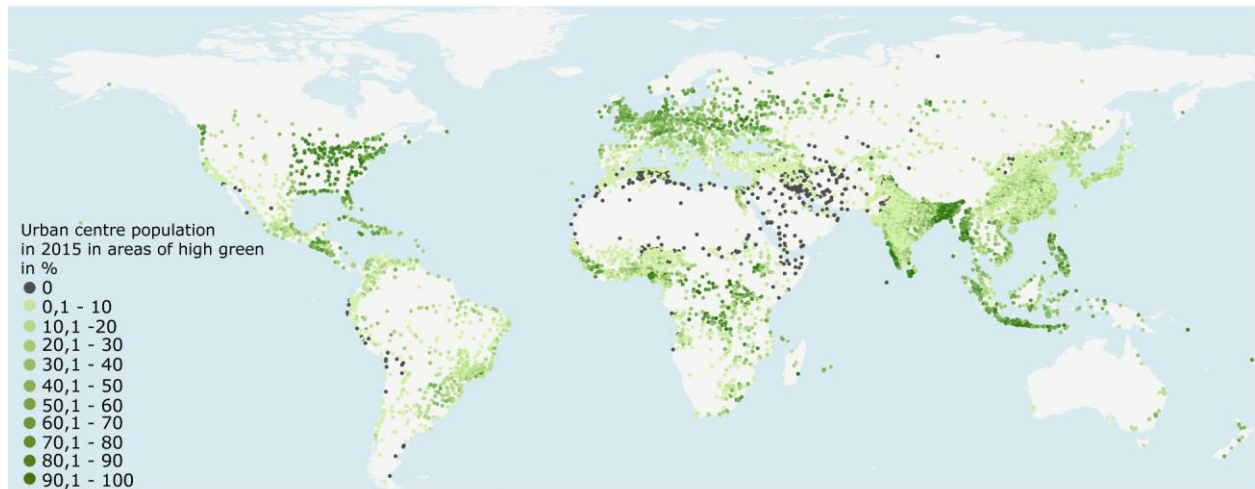 Urban centre population
in 2015 in areas of high green
in %
0
0,1 - 10
10,1 -20
20,1 - 30
30,1 - 40
40,1 - 50
50,1 - 60
60,1 - 70
70,1 - 80
80,1 - 90
90,1 - 100